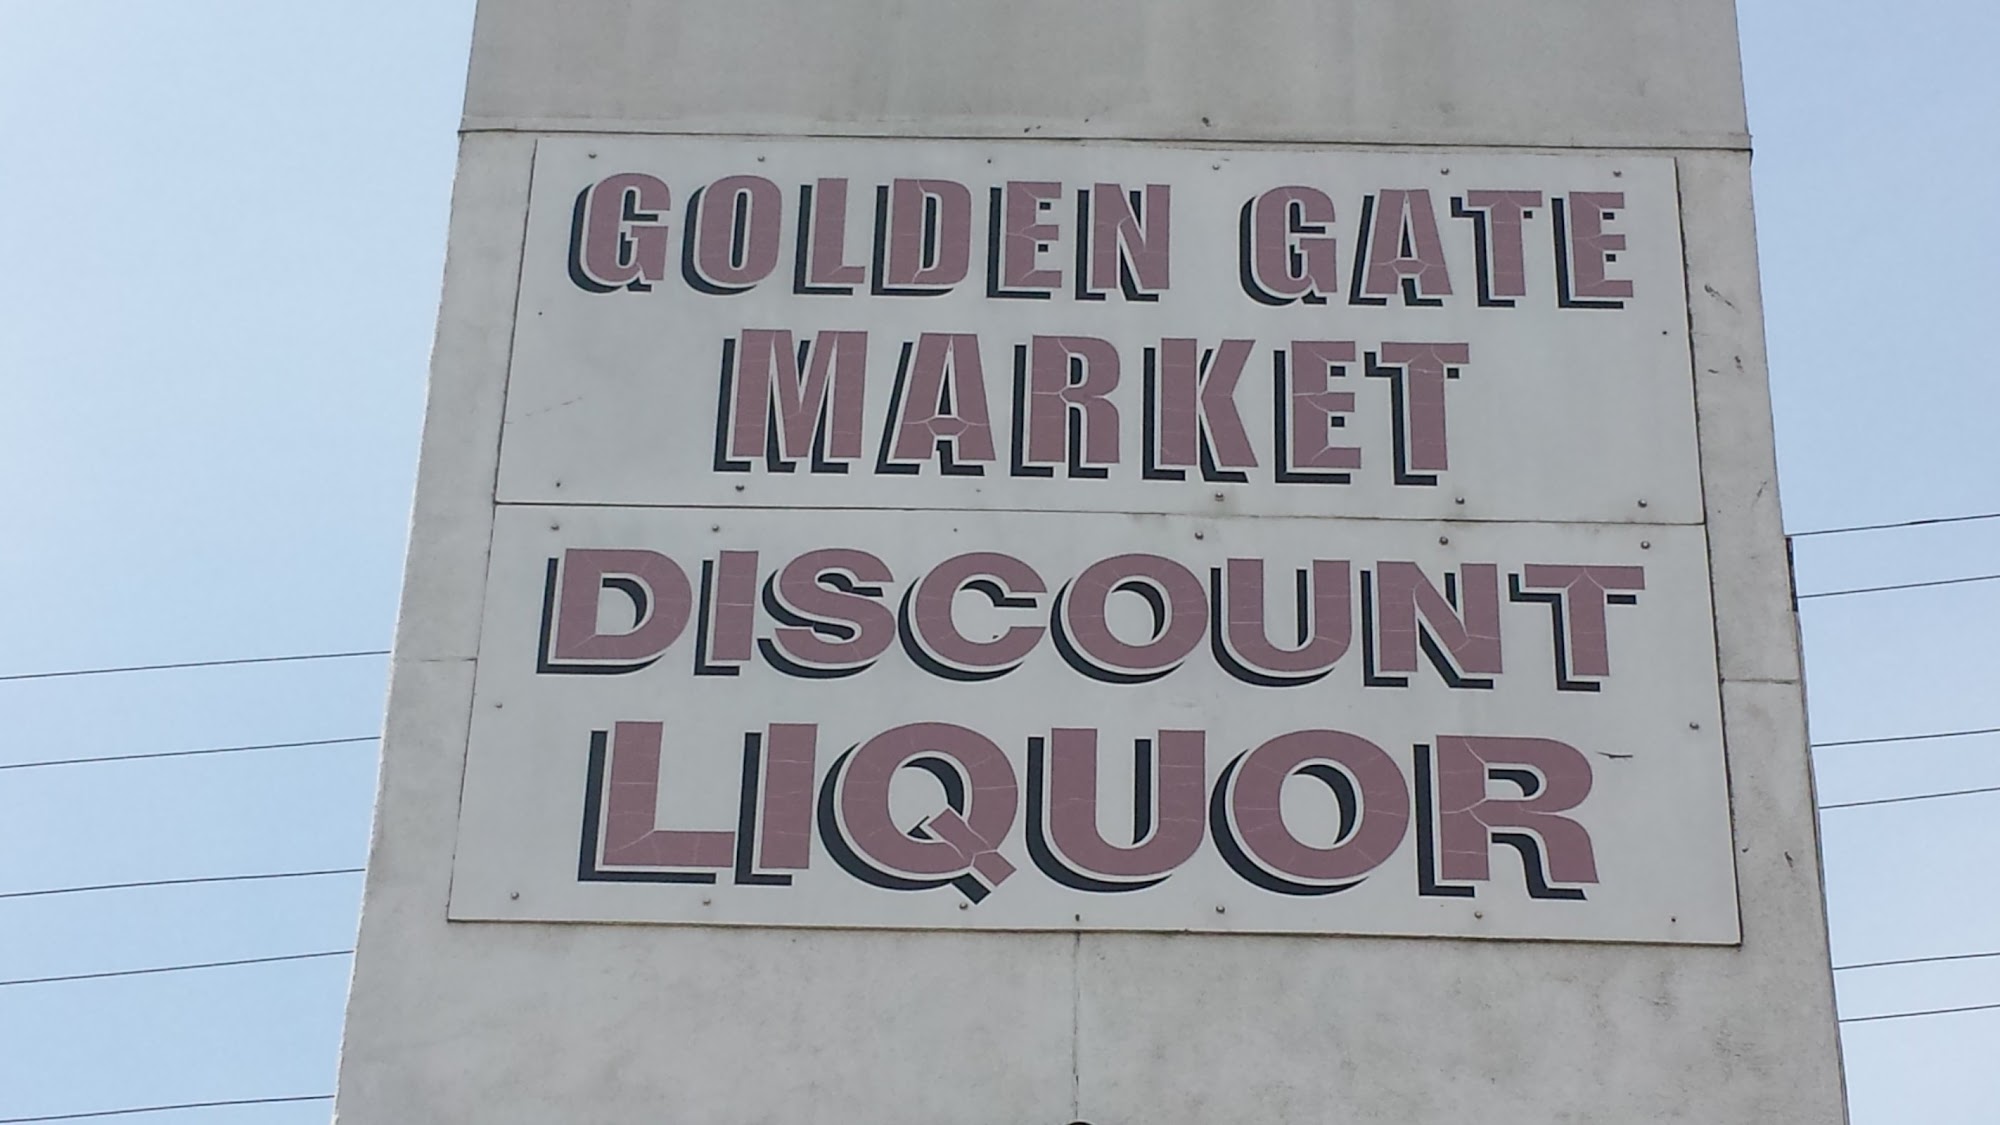 GOLDEN GATE
MARKET
DISCOUNT
LIQUOR